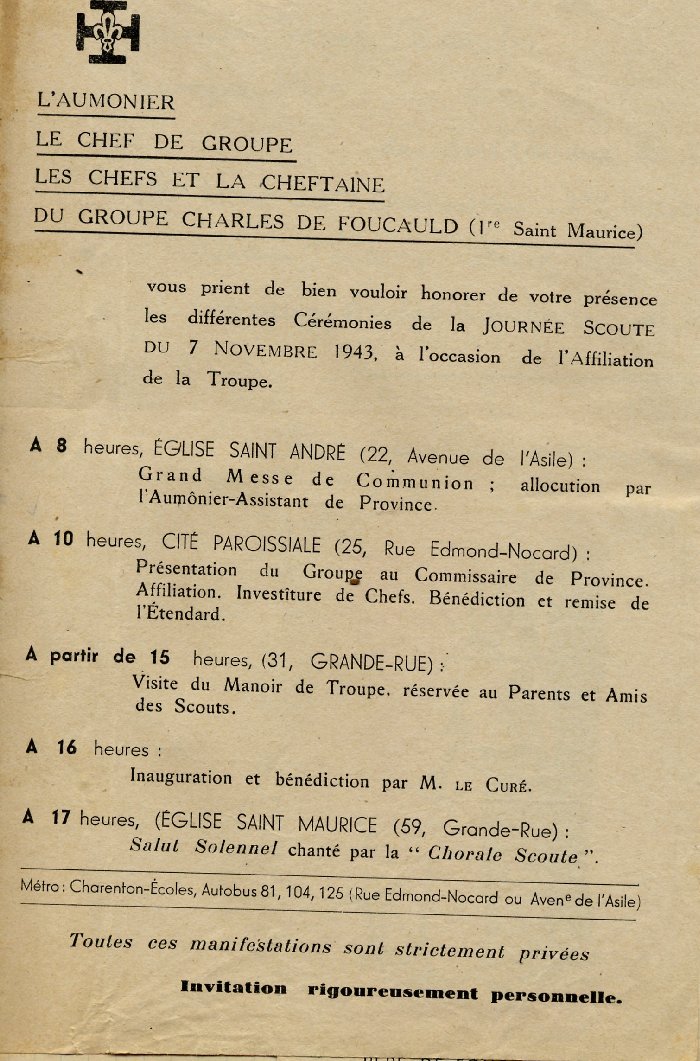 L'AUMONIER
LE CHEF DE GROUPE
LES CHEFS ET LA CHEFTAINE
DU GROUPE CHARLES DE FOUCAULD (1re Saint Maurice)
vous prient de bien vouloir honorer de votre présence
les différentes Cérémonies de la JOURNÉE SCOUTE
DU 7 NOVEMBRE 1943, à l'occasion de l'Affiliation
de la Troupe.
A 8 heures, ÉGLISE SAINT ANDRÉ (22, Avenue de l'Asile) :
Grand Messe de Communion ; allocution par
l'Aumônier-Assistant de Province.
A 10 heures, CITÉ PAROISSIALE (25, Rue Edmond-Nocard) :
Présentation du Groupe au Commissaire de Province.
Affiliation. Investiture de Chefs. Bénédiction et remise de
l'Étendard.
A partir de 15 heures, (31, GRANDE-RUE) :
Visite du Manoir de Troupe, réservée au Parents et Amis
des Scouts.
A 16 heures :
Inauguration et bénédiction par M. LE CURÉ.
A 17 heures, (ÉGLISE SAINT MAURICE (59, Grande-Rue) :
Salut Solennel chanté par la “ Chorale Scoute ”.
Métro : Charenton-Écoles, Autobus 81, 104, 125 (Rue Edmond-Nocard ou Avene de l'Asile)
Toutes ces manifestations sont strictement privées
Invitation rigoureusement personnelle.